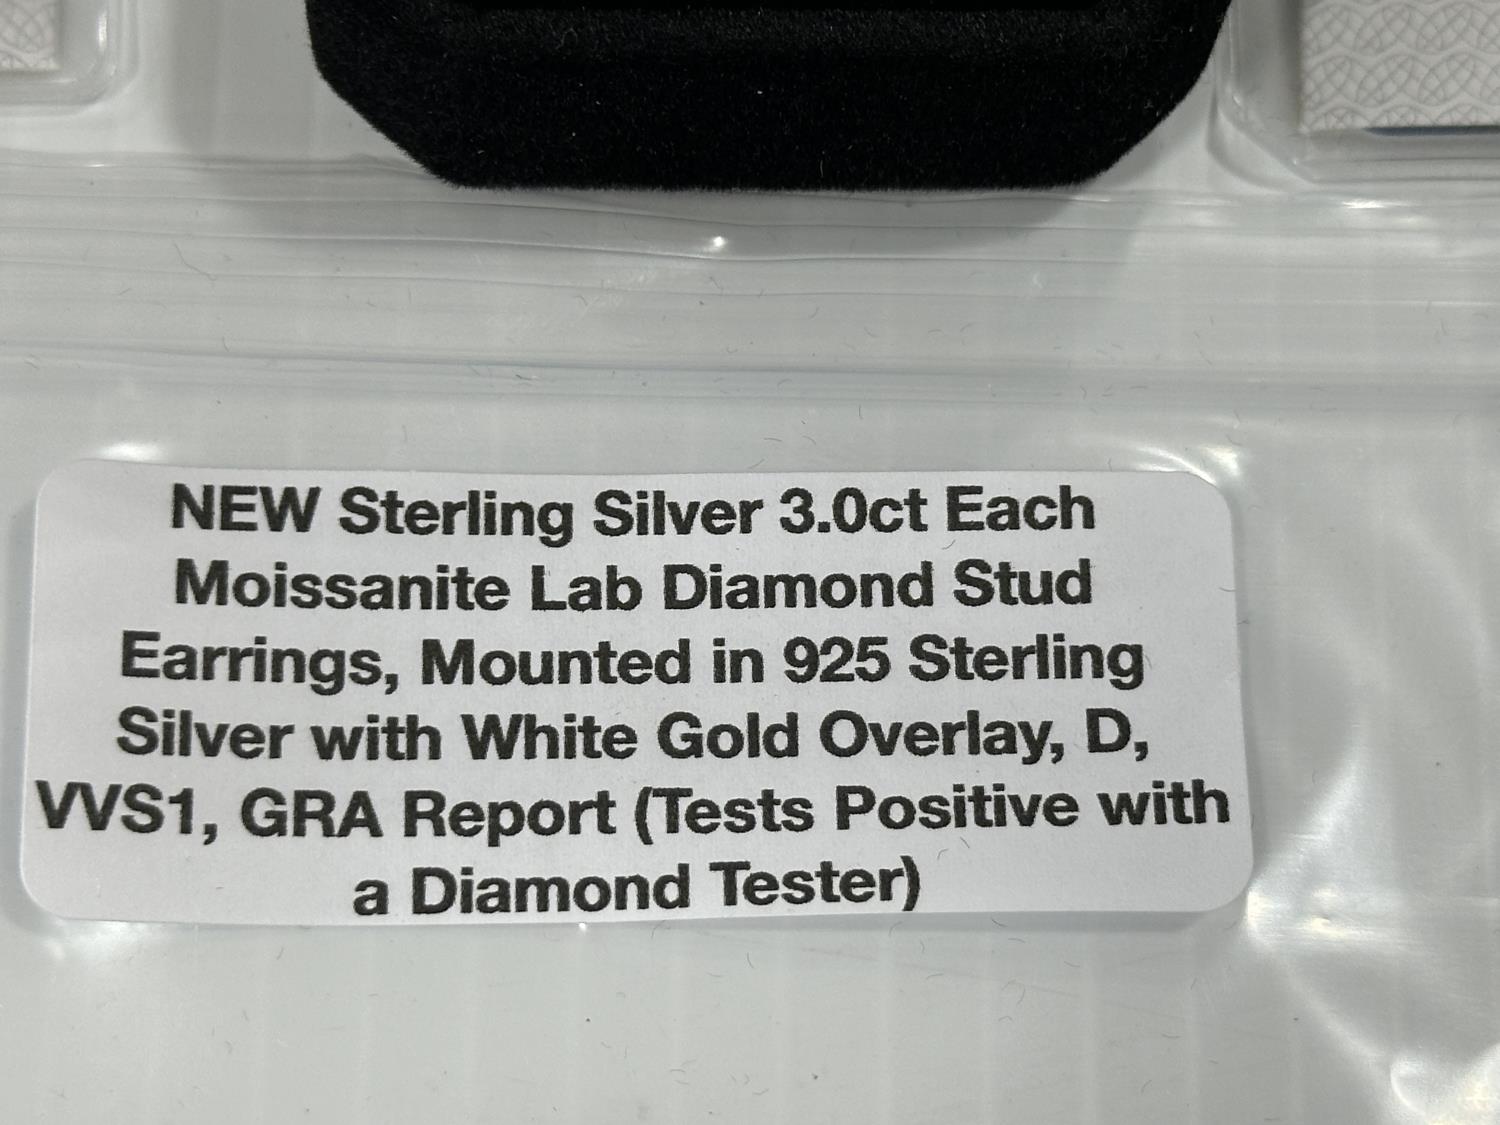 NEW Sterling Silver 3.0ct Each
Moissanite Lab Diamond Stud
Earrings, Mounted in 925 Sterling
Silver with White Gold Overlay, D,
VVS1, GRA Report (Tests Positive with
a Diamond Tester)